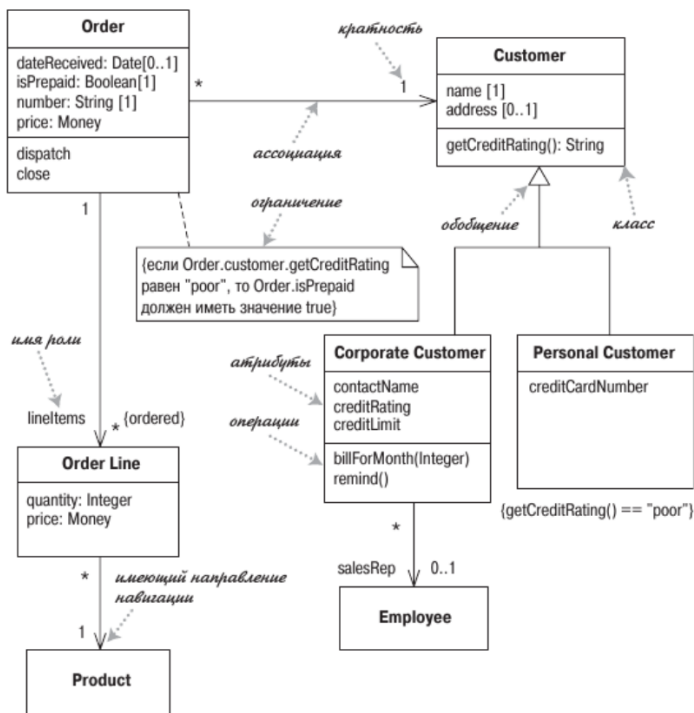 Order
dateReceived: Date[0..1]
isPrepaid: Boolean[1]
number: String [1]
price: Money
dispatch
close
*
кратность
1
ассоциация
Customer
name [1]
address [0..1]
getCreditRating(): String
1
ограничение
обобщение
класс
{если Order.customer.getCreditRating
равен "poor", то Order.isPrepaid
должен иметь значение true}
имя роли
lineItems
* {ordered}
атрибуты
операции
Corporate Customer
contactName
creditRating
creditLimit
billForMonth(Integer)
remind()
Personal Customer
creditCardNumber
{getCreditRating() == "poor"}
Order Line
quantity: Integer
price: Money
*
имеющий направление
навигации
1
Product
*
salesRep
0..1
Employee